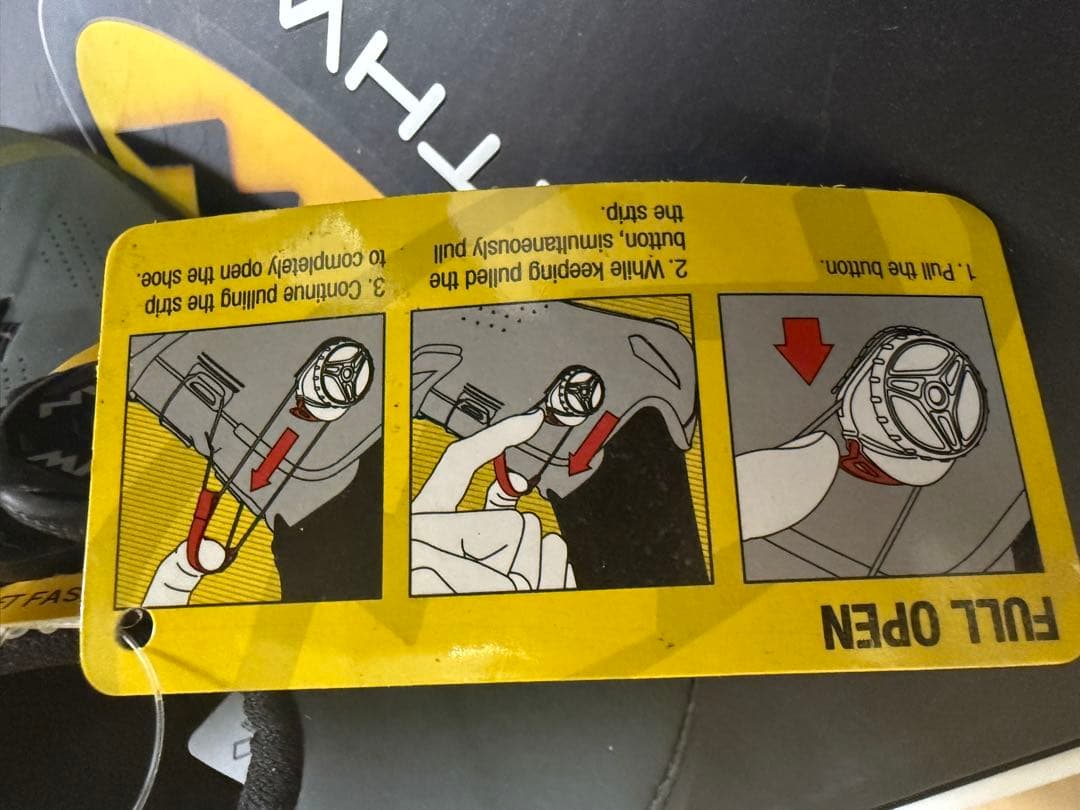 FULL OPEN
1. Pull the button.
2. While keeping pulled the
button, simultaneously pull
the strip.
3. Continue pulling the strip
to completely open the shoe.